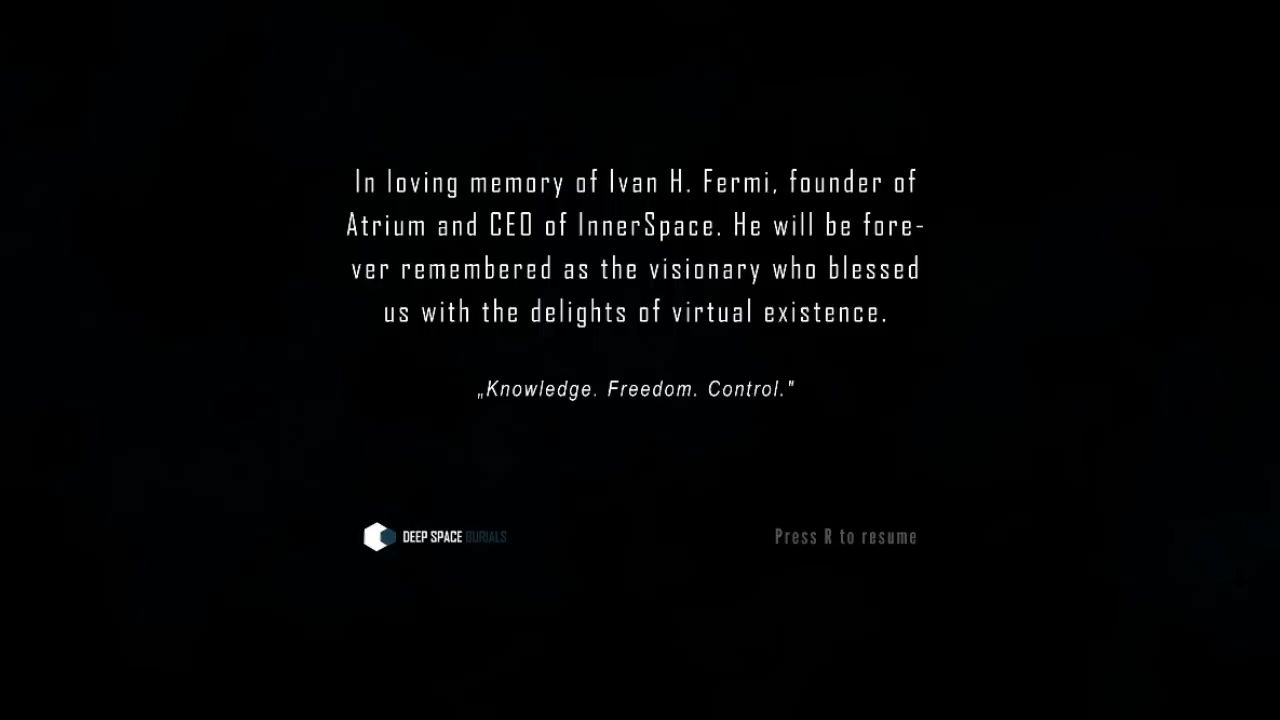 In loving memory of Ivan H. Fermi, founder of
Atrium and CEO of InnerSpace. He will be fore-
ver remembered as the visionary who blessed
us with the delights of virtual existence.
„Knowledge. Freedom. Control."
DEEP SPACE BURIALS
Press R to resume